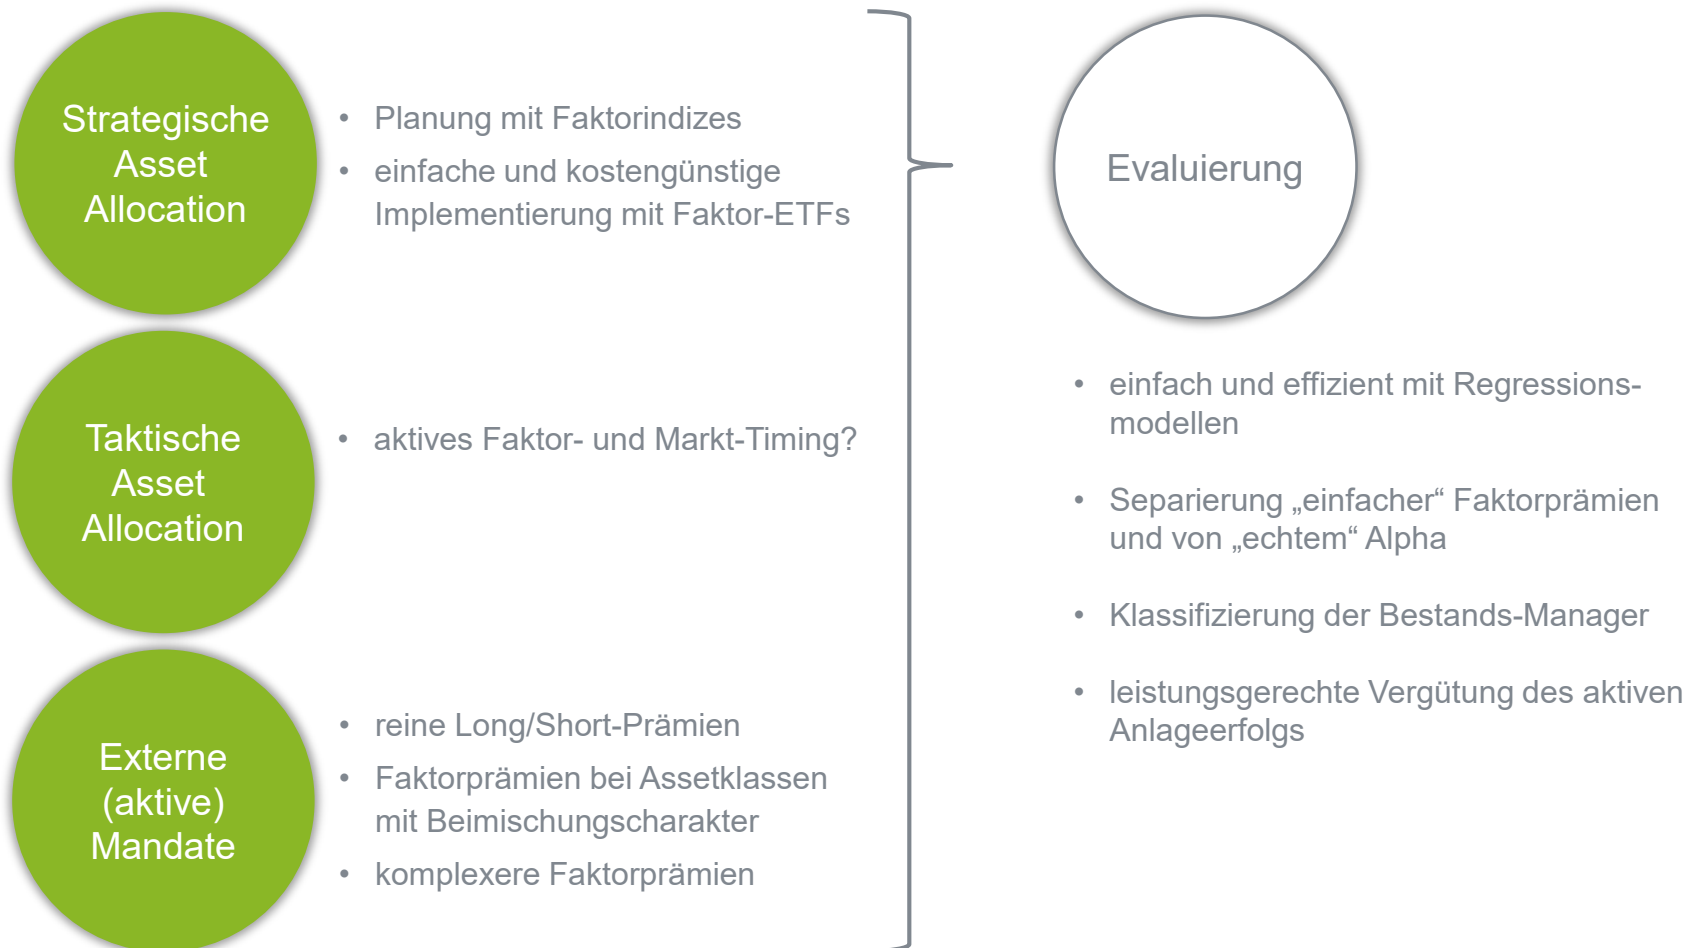 Strategische
Asset
Allocation
• Planung mit Faktorindizes
• einfache und kostengünstige
Implementierung mit Faktor-ETFs
Taktische
Asset
Allocation
• aktives Faktor- und Markt-Timing?
Externe
(aktive)
Mandate
• reine Long/Short-Prämien
• Faktorprämien bei Assetklassen
mit Beimischungscharakter
• komplexere Faktorprämien
Evaluierung
• einfach und effizient mit Regressions-
modellen
• Separierung „einfacher“ Faktorprämien
und von „echtem“ Alpha
• Klassifizierung der Bestands-Manager
• leistungsgerechte Vergütung des aktiven
Anlageerfolgs